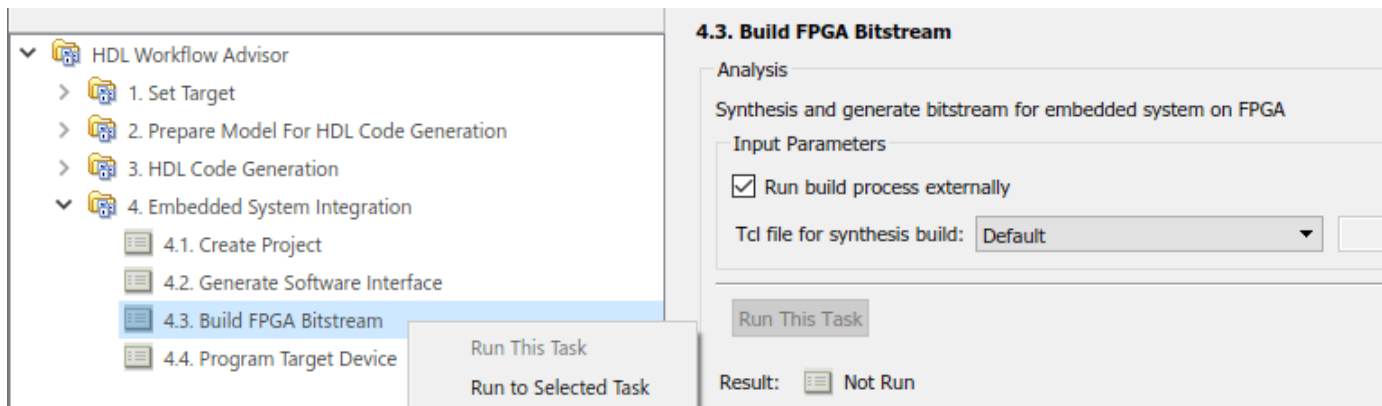 HDL Workflow Advisor
1. Set Target
2. Prepare Model For HDL Code Generation
3. HDL Code Generation
4. Embedded System Integration
4.1. Create Project
4.2. Generate Software Interface
4.3. Build FPGA Bitstream
4.4. Program Target Device
Run This Task
Run to Selected Task
4.3. Build FPGA Bitstream
Analysis
Synthesis and generate bitstream for embedded system on FPGA
Input Parameters
Run build process externally
Tcl file for synthesis build: Default
Run This Task
Result: Not Run